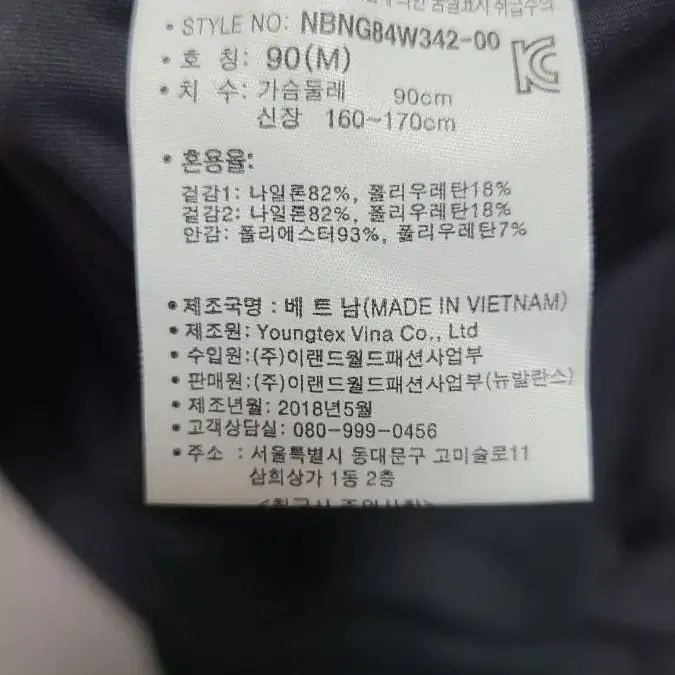 품질표시 취급주의
• STYLE NO: NBNG84W342-00
• 호 칭: 90(M)
• 치 수: 가슴둘레 90cm
신장 160~170cm
• 혼용율:
겉감1: 나일론82%, 폴리우레탄18%
겉감2: 나일론82%, 폴리우레탄18%
안감: 폴리에스터93%, 폴리우레탄7%
• 제조국명 : 베 트 남(MADE IN VIETNAM)
• 제조원: Youngtex Vina Co., Ltd
• 수입원:(주)이랜드월드패션사업부
• 판매원:(주)이랜드월드패션사업부(뉴발란스)
• 제조년월: 2018년5월
• 고객상담실: 080-999-0456
• 주소 : 서울특별시 동대문구 고미술로11
삼희상가 1동 2층